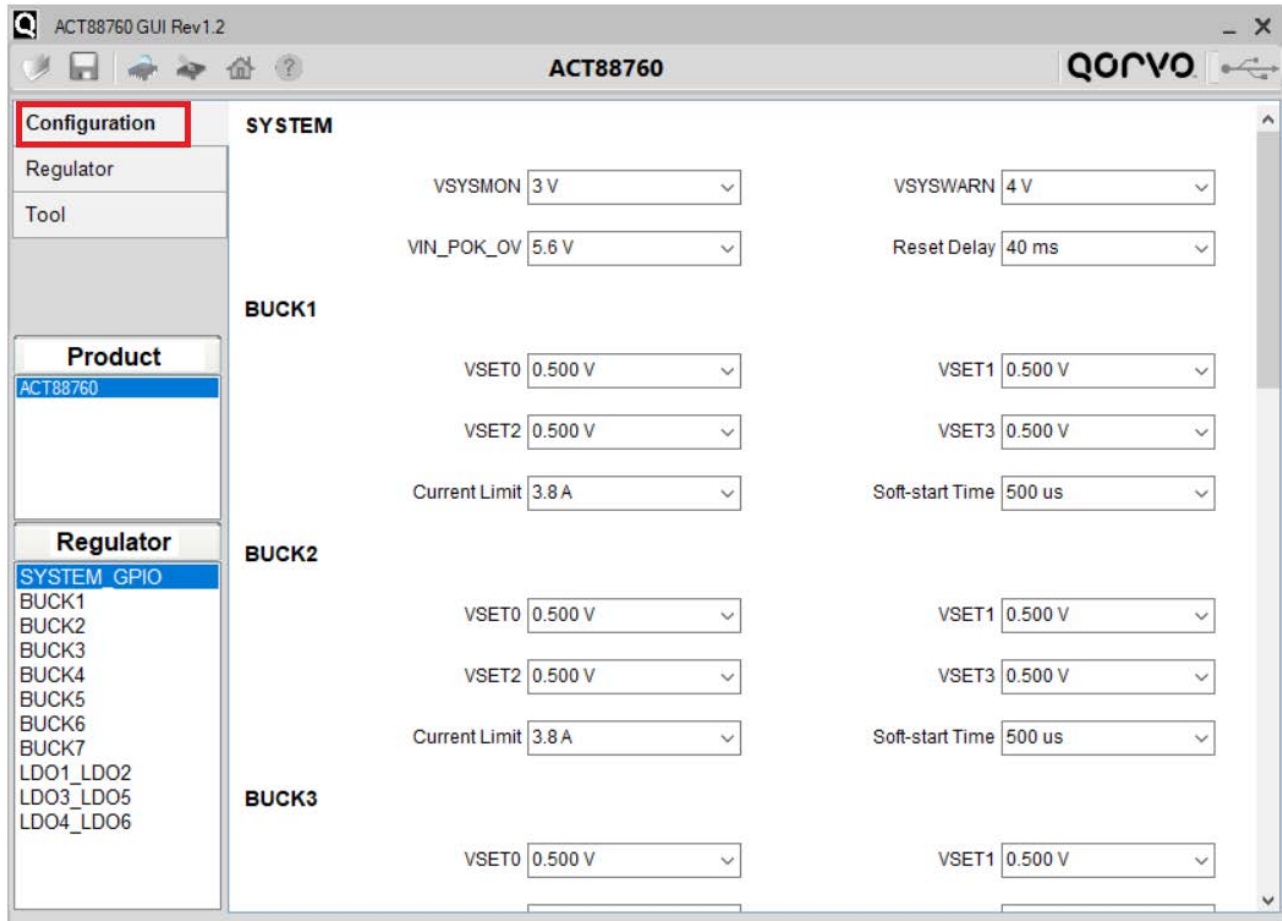 ACT88760 GUI Rev1.2
ACT88760
QORVO
Configuration
Regulator
Tool
Product
ACT88760
Regulator
SYSTEM_GPIO
BUCK1
BUCK2
BUCK3
BUCK4
BUCK5
BUCK6
BUCK7
LDO1_LDO2
LDO3_LDO5
LDO4_LDO6
SYSTEM
VSYSMON 3 V VSYSWARN 4 V
VIN_POK_OV 5.6 V Reset Delay 40 ms
BUCK1
VSET0 0.500 V VSET1 0.500 V
VSET2 0.500 V VSET3 0.500 V
Current Limit 3.8 A Soft-start Time 500 us
BUCK2
VSET0 0.500 V VSET1 0.500 V
VSET2 0.500 V VSET3 0.500 V
Current Limit 3.8 A Soft-start Time 500 us
BUCK3
VSET0 0.500 V VSET1 0.500 V